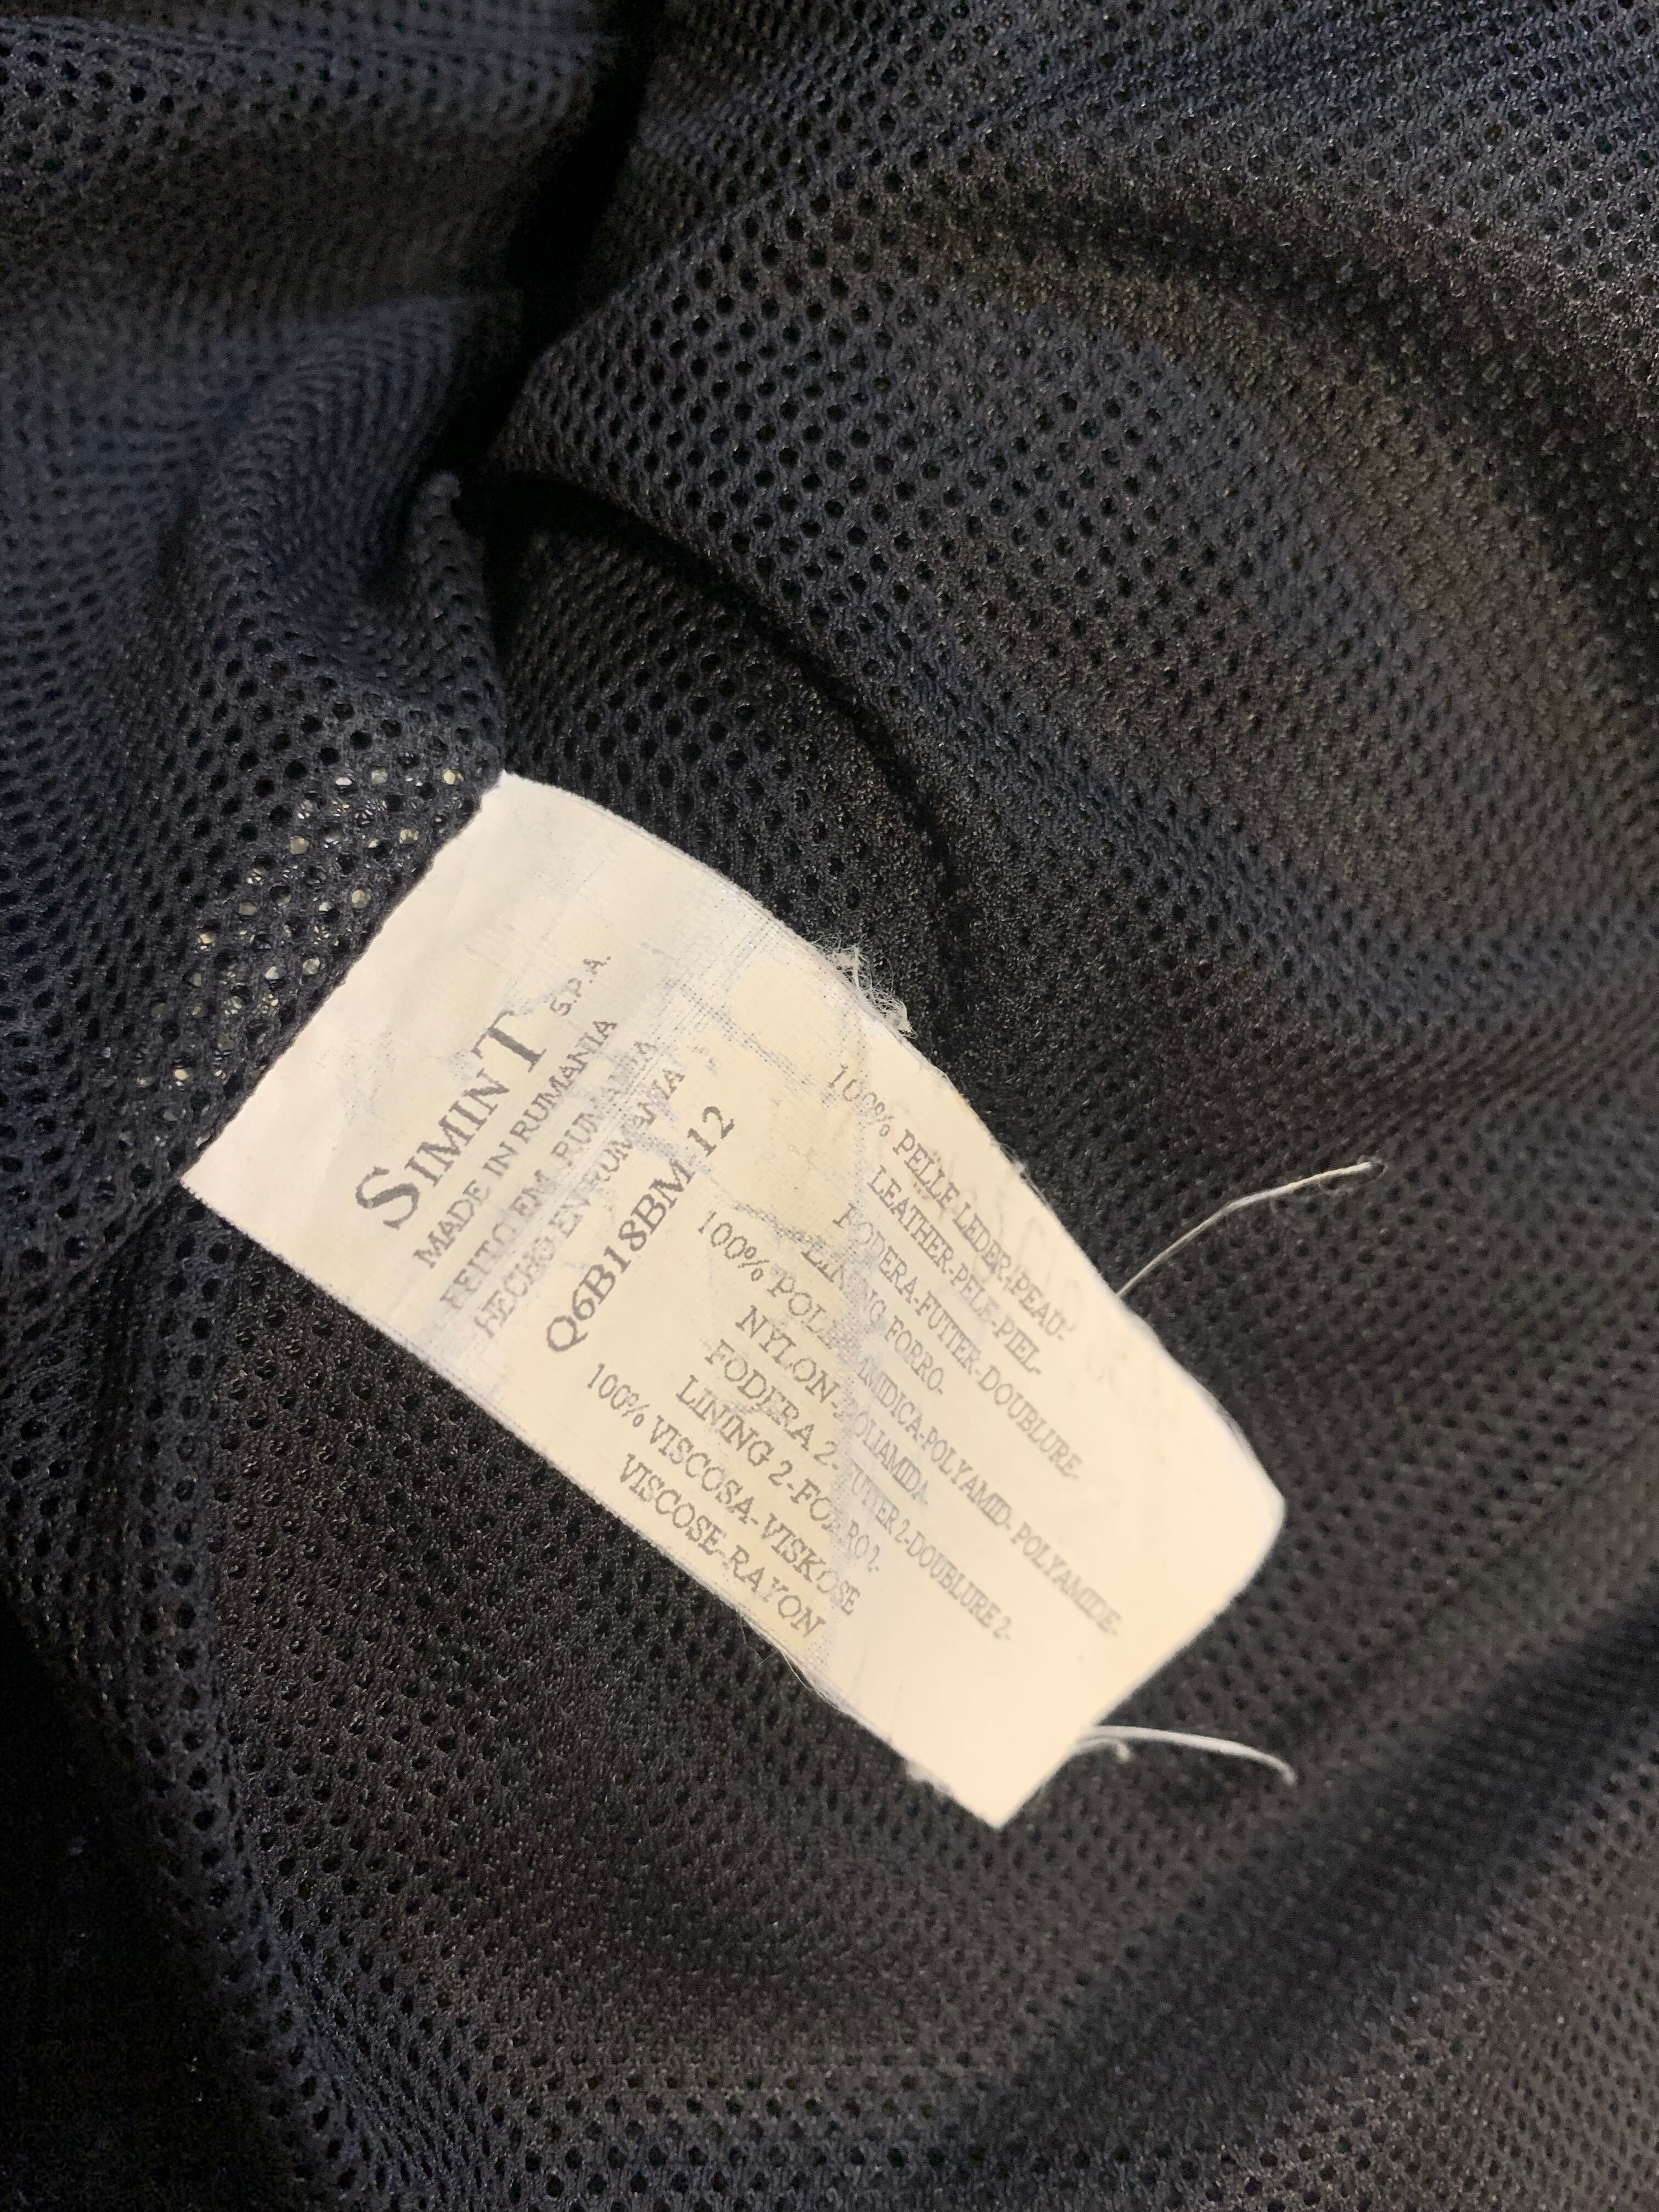 SIMINT S.P.A.
MADE IN RUMANIA
FEITO EM RUMANIA
HECHO EN RUMANIA
Q6B18BM-12
100% PELLE-LEDER-PEAU-
LEATHER-PELE-PIEL-
FODERA-FUTTER-DOUBLURE-
LINING FORRO-
100% POLIAMIDICA-POLYAMID-POLYAMIDE-
NYLON-POLIAMIDA-
FODERA 2-FUTTER 2-DOUBLURE 2-
LINING 2-FORRO 2-
100% VISCOSA-VISKOSE
VISCOSE-RAYON